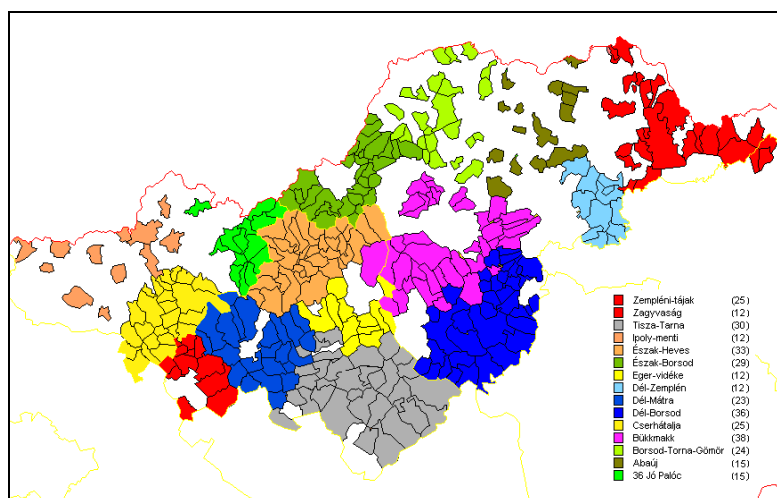 Zempléni-tájak (25)
Zagyvaság (12)
Tisza-Tarna (30)
Ipoly-menti (12)
Észak-Heves (33)
Észak-Borsod (29)
Eger-vidéke (12)
Dél-Zemplén (12)
Dél-Mátra (23)
Dél-Borsod (36)
Cserhátalja (25)
Bükkmakk (38)
Borsod-Torna-Gömör (24)
Abaúj (15)
36 Jó Palóc (15)